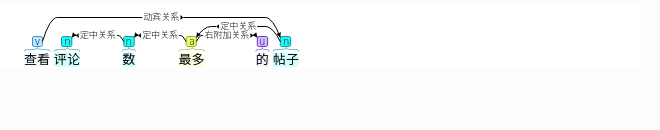 动宾关系
定中关系
定中关系 定中关系 右附加关系
v n n a u n
查看 评论 数 最多 的 帖子